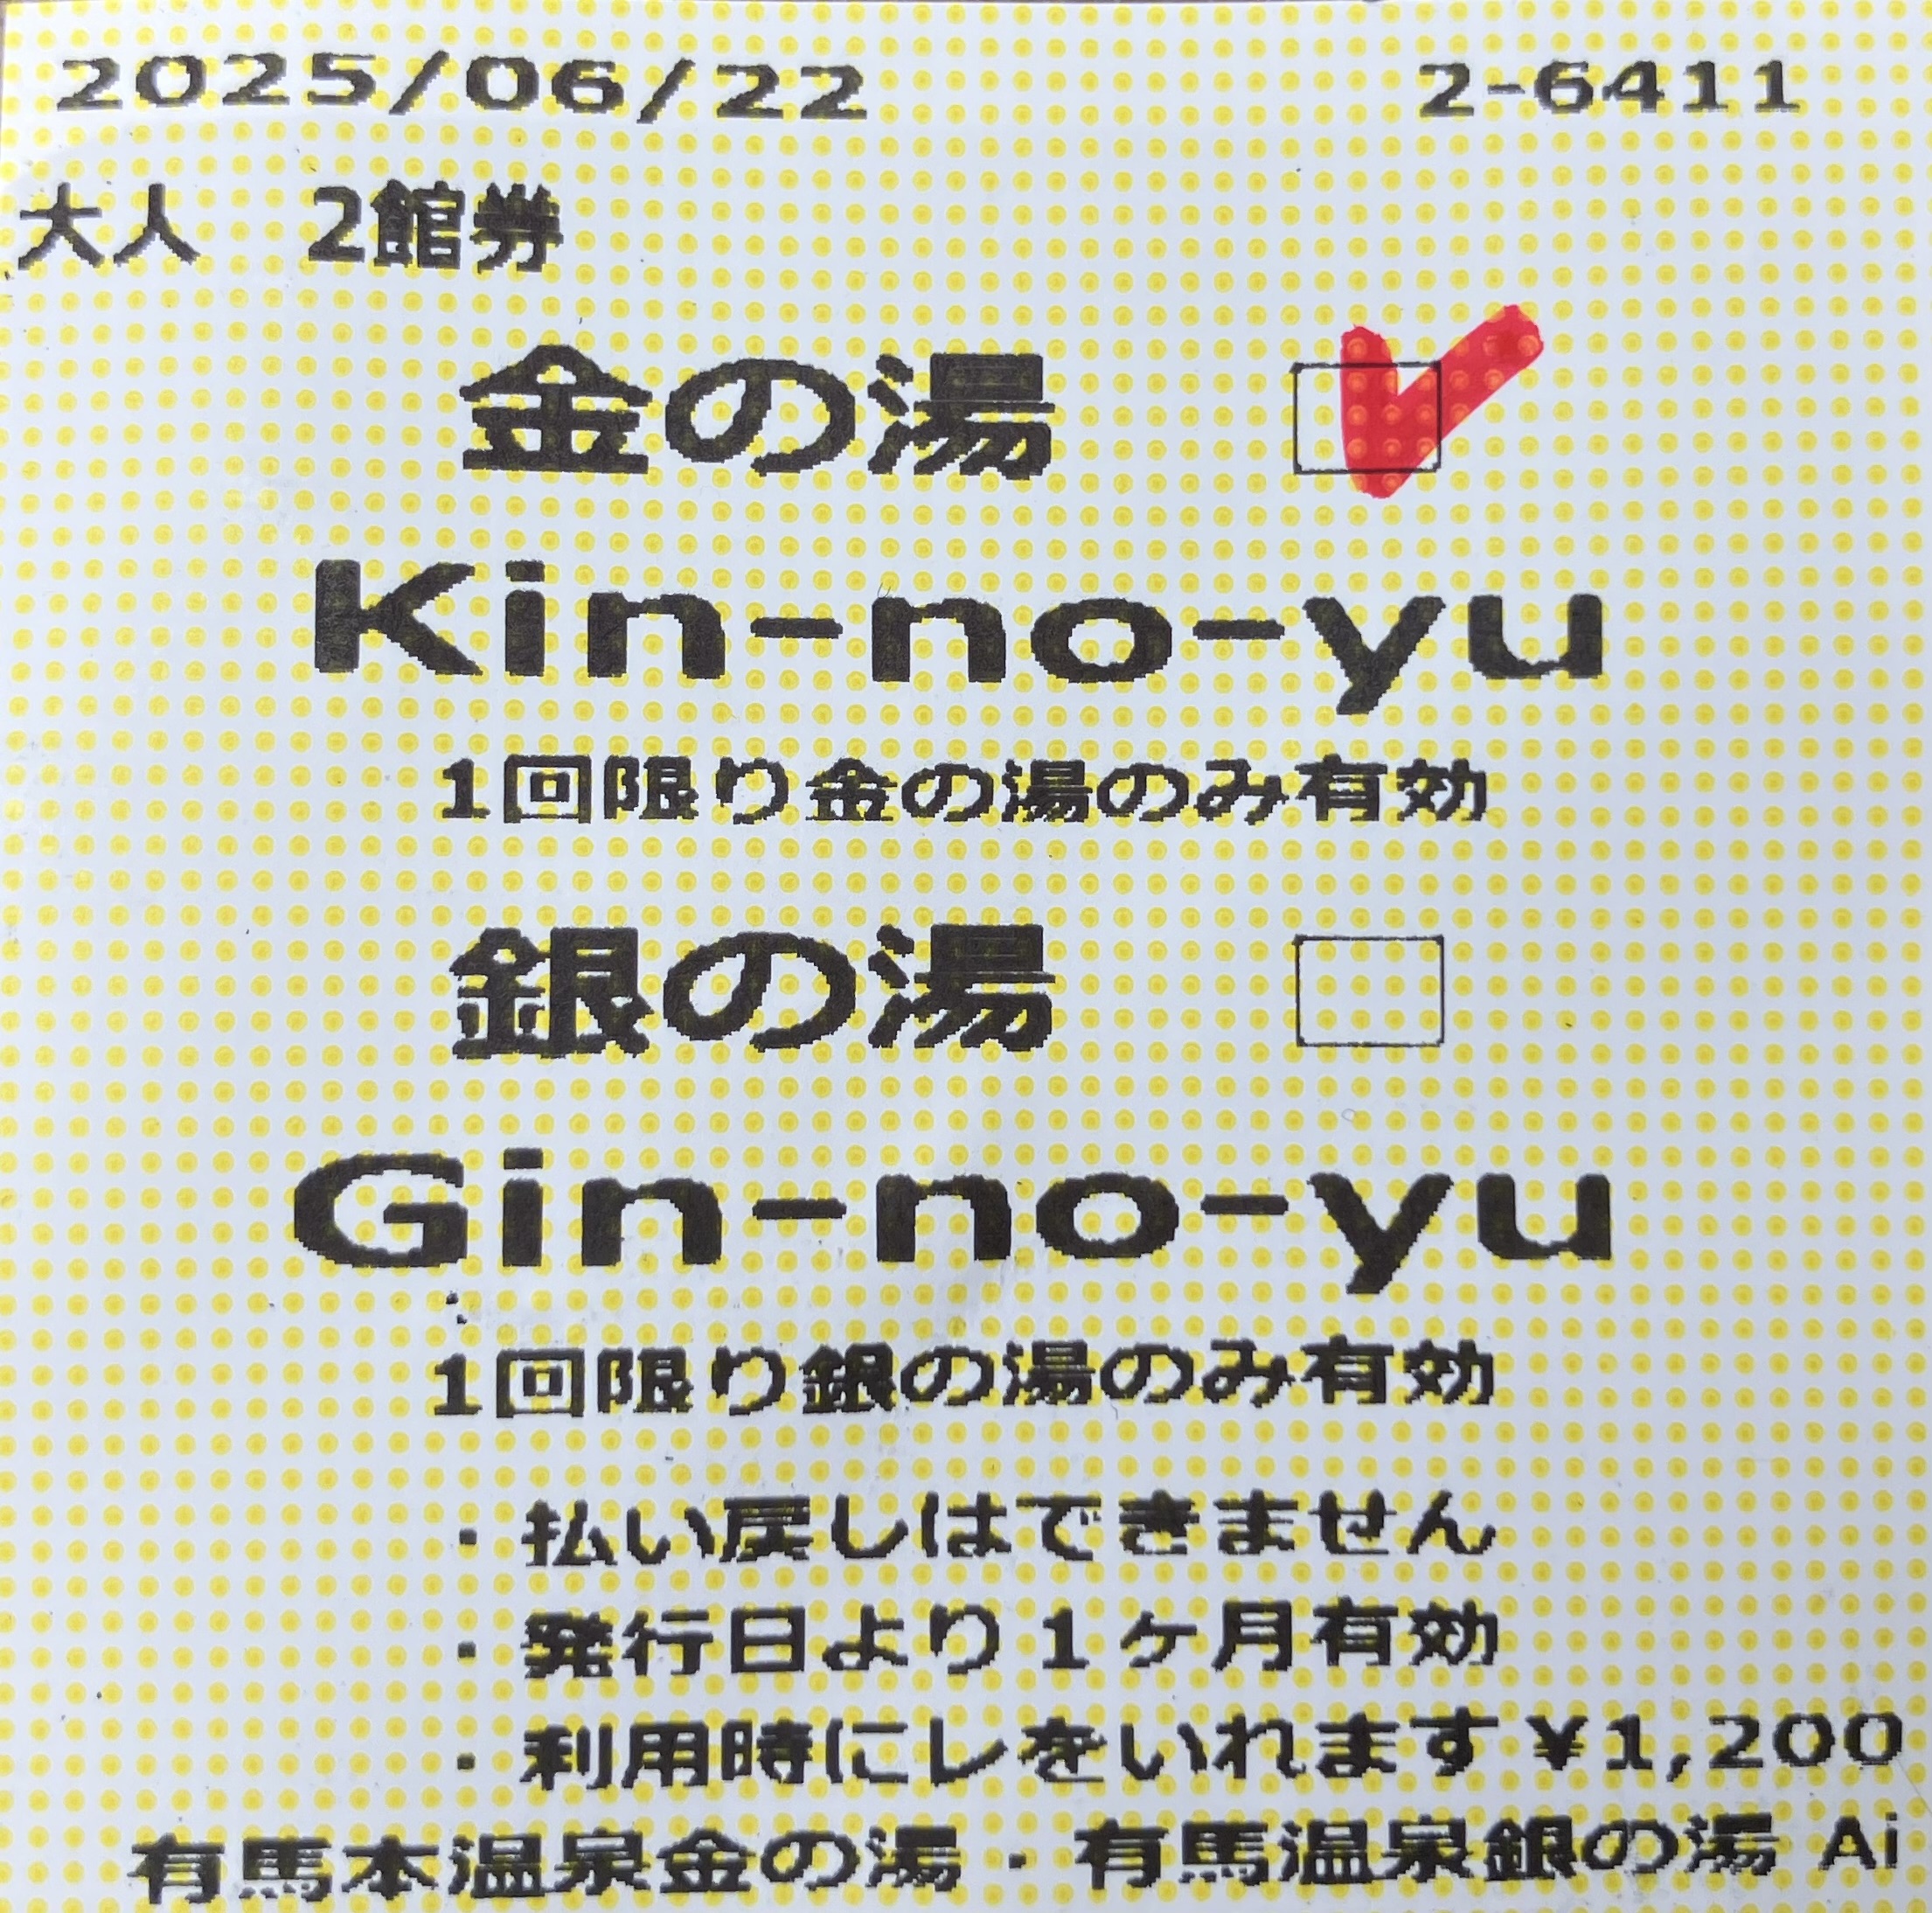 2025/06/22 2-6411
大人 2館券
金の湯
Kin-no-yu
1回限り金の湯のみ有効
銀の湯
Gin-no-yu
1回限り銀の湯のみ有効
・払い戻しはできません
・発行日より1ヶ月有効
・利用時にレをいれます¥1,200
有馬本温泉金の湯・有馬温泉銀の湯 Ai